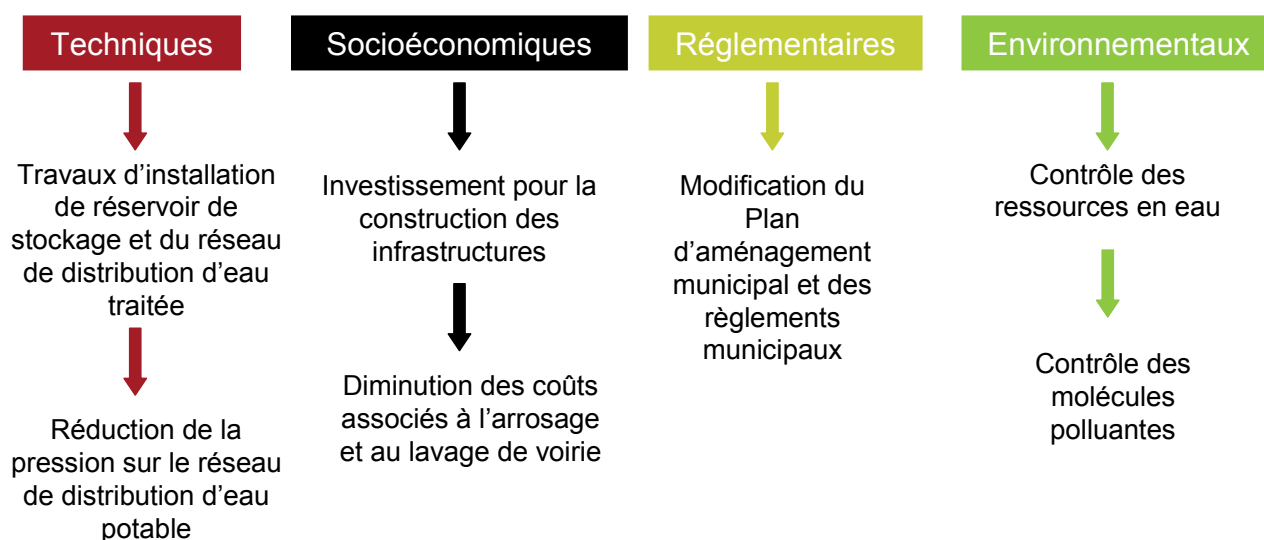 Techniques
Travaux d’installation
de réservoir de
stockage et du réseau
de distribution d’eau
traitée
Réduction de la
pression sur le réseau
de distribution d’eau
potable
Socioéconomiques
Investissement pour la
construction des
infrastructures
Diminution des coûts
associés à l’arrosage
et au lavage de voirie
Réglementaires
Modification du
Plan
d’aménagement
municipal et des
règlements
municipaux
Environnementaux
Contrôle des
ressources en eau
Contrôle des
molécules
polluantes